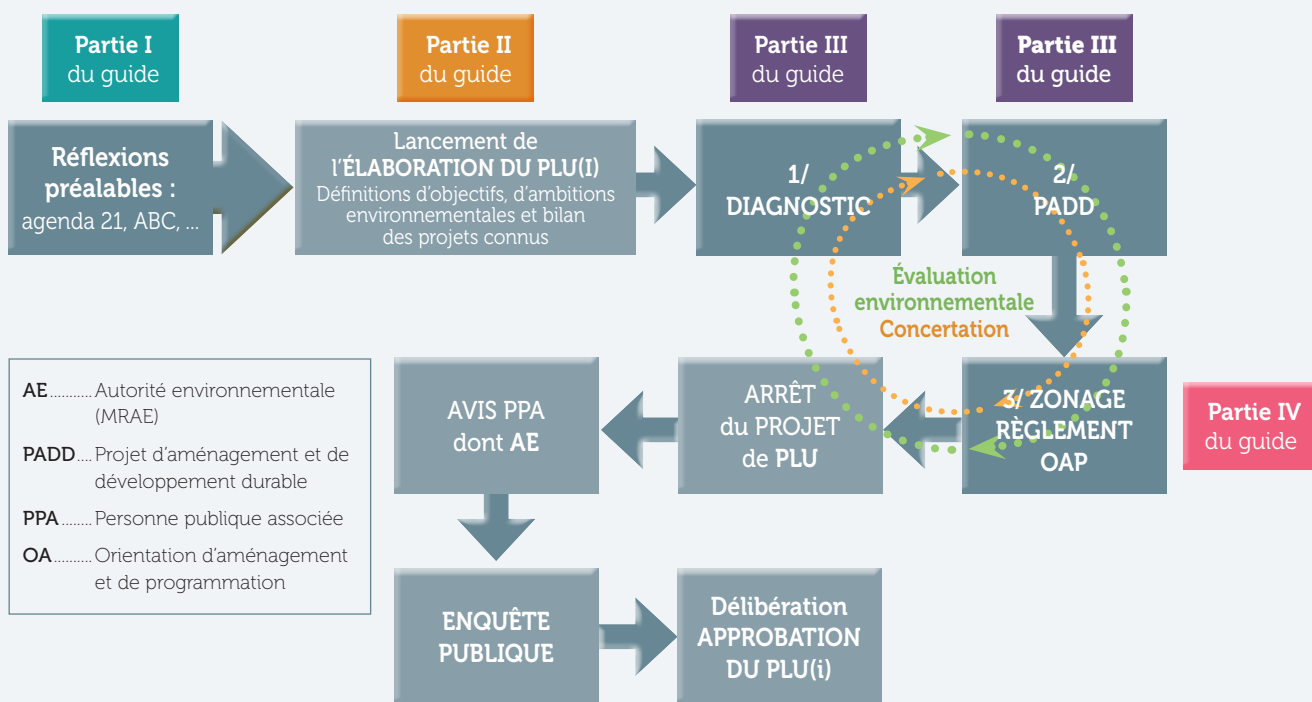 Partie I
du guide
Partie II
du guide
Partie III
du guide
Partie III
du guide
Réflexions
préalables :
agenda 21, ABC, ...
Lancement de
l'ÉLABORATION DU PLU(I)
Définitions d'objectifs, d'ambitions
environnementales et bilan
des projets connus
1/
DIAGNOSTIC
2/
PADD
Évaluation
environnementale
Concertation
AE..........Autorité environnementale
(MRAE)
PADD....Projet d'aménagement et de
développement durable
PPA........Personne publique associée
OA..........Orientation d'aménagement
et de programmation
AVIS PPA
dont AE
ARRÊT
du PROJET
de PLU
3/ ZONAGE
RÈGLEMENT
OAP
Partie IV
du guide
ENQUÊTE
PUBLIQUE
Délibération
APPROBATION
DU PLU(i)